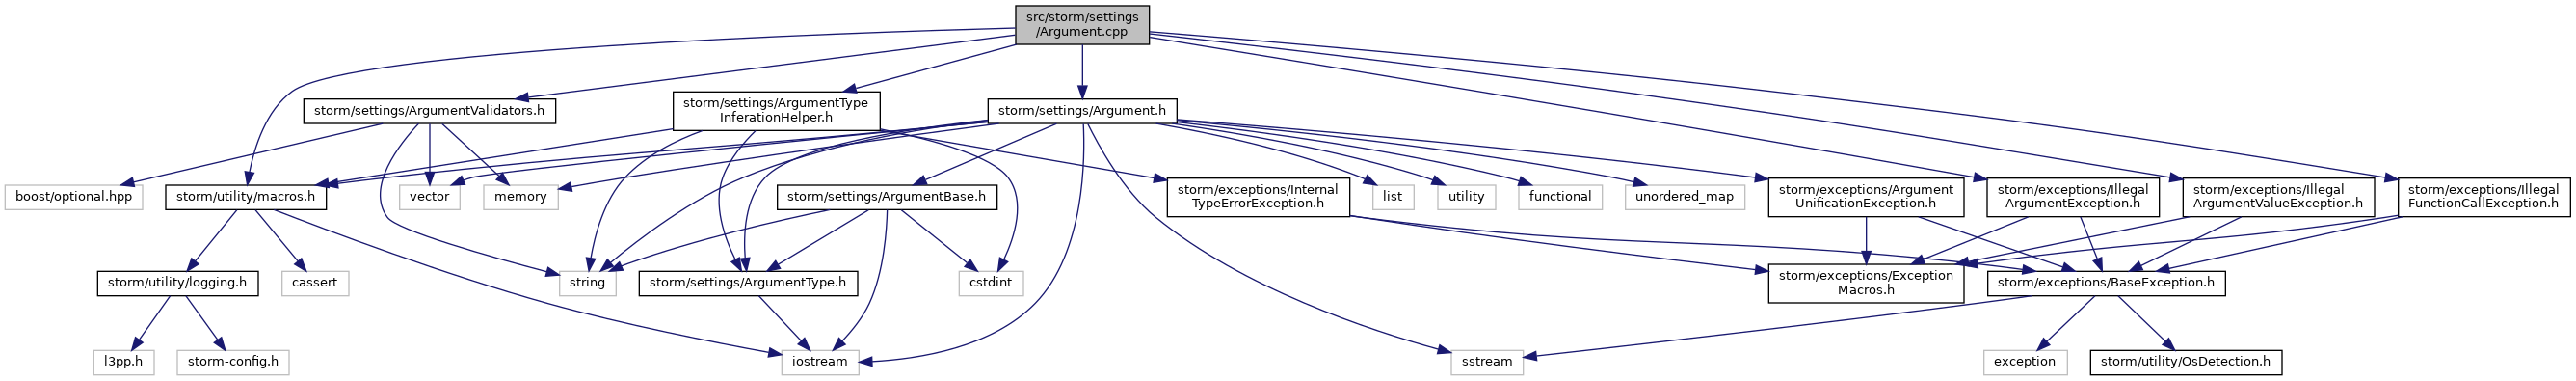 src/storm/settings
/Argument.cpp
storm/settings/ArgumentValidators.h
storm/settings/ArgumentType
InferationHelper.h
storm/settings/Argument.h
boost/optional.hpp
storm/utility/macros.h
vector
memory
storm/settings/ArgumentBase.h
storm/exceptions/Internal
TypeErrorException.h
list
utility
functional
unordered_map
storm/exceptions/Argument
UnificationException.h
storm/exceptions/Illegal
ArgumentException.h
storm/exceptions/Illegal
ArgumentValueException.h
storm/exceptions/Illegal
FunctionCallException.h
storm/utility/logging.h
cassert
string
storm/settings/ArgumentType.h
cstdint
storm/exceptions/Exception
Macros.h
storm/exceptions/BaseException.h
l3pp.h
storm-config.h
iostream
sstream
exception
storm/utility/OsDetection.h